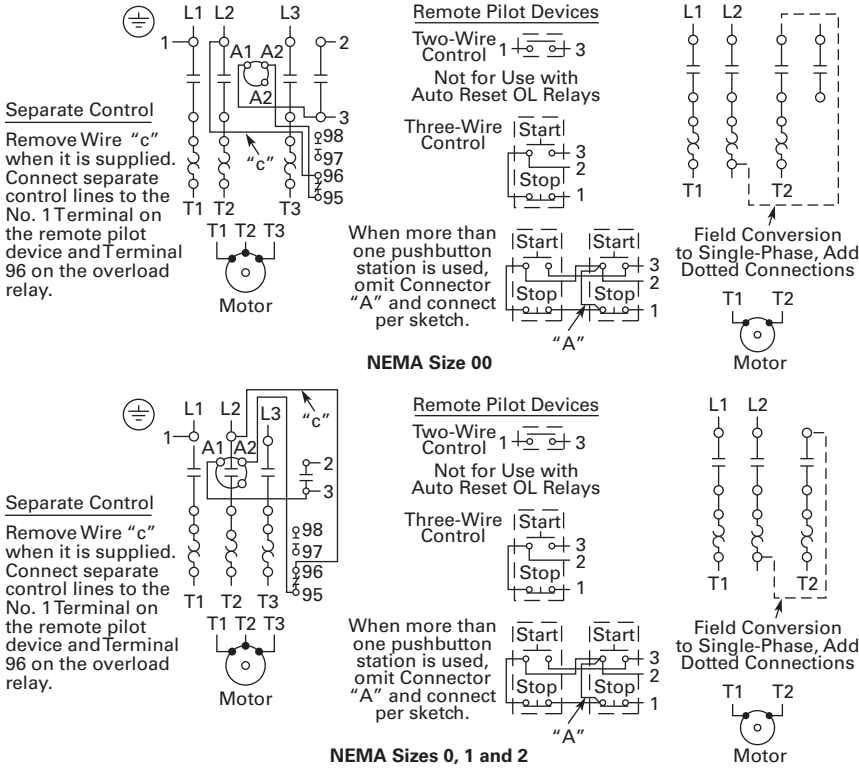 L1 L2 L3
1
A1 A2
2
A2
3
98
97
96
95
"c"
T1 T2 T3
T1 T2 T3
Motor
Separate Control
Remove Wire "c"
when it is supplied.
Connect separate
control lines to the
No. 1 Terminal on
the remote pilot
device and Terminal
96 on the overload
relay.
Remote Pilot Devices
Two-Wire
Control
1 3
Not for Use with
Auto Reset OL Relays
Three-Wire
Control
Start
3
2
Stop
1
When more than
one pushbutton
station is used,
omit Connector
"A" and connect
per sketch.
Start Start
3
2
Stop Stop
1
"A"
L1 L2
T2
T1 T2
Field Conversion
to Single-Phase, Add
Dotted Connections
T1 T2
Motor
NEMA Size 00
L1 L2 L3
"c"
1
A1 A2
2
3
98
97
96
95
T1 T2 T3
T1 T2 T3
Motor
Separate Control
Remove Wire "c"
when it is supplied.
Connect separate
control lines to the
No. 1 Terminal on
the remote pilot
device and Terminal
96 on the overload
relay.
Remote Pilot Devices
Two-Wire
Control
1 3
Not for Use with
Auto Reset OL Relays
Three-Wire
Control
Start
3
2
Stop
1
When more than
one pushbutton
station is used,
omit Connector
"A" and connect
per sketch.
Start Start
3
2
Stop Stop
1
"A"
L1 L2
T1 T2
Field Conversion
to Single-Phase, Add
Dotted Connections
T1 T2
Motor
NEMA Sizes 0, 1 and 2